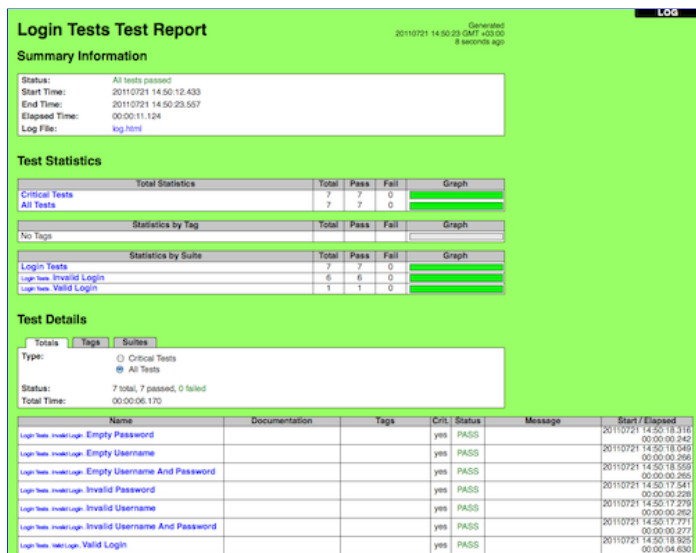 LOG
Login Tests Test Report
Generated
20110721 14:50:23 GMT +03:00
8 seconds ago
Summary Information
Status: All tests passed
Start Time: 20110721 14:50:12.433
End Time: 20110721 14:50:23.557
Elapsed Time: 00:00:11.124
Log File: log.html
Test Statistics
Total Statistics Total Pass Fail Graph
Critical Tests 7 7 0
All Tests 7 7 0
Statistics by Tag Total Pass Fail Graph
No Tags
Statistics by Suite Total Pass Fail Graph
Login Tests 7 7 0
Login Tests. Invalid Login 6 6 0
Login Tests. Valid Login 1 1 0
Test Details
Totals Tags Suites
Type: Critical Tests
All Tests
Status: 7 total, 7 passed, 0 failed
Total Time: 00:00:06.170
Name Documentation Tags Crit. Status Message Start / Elapsed
Login Tests. Invalid Login. Empty Password yes PASS 20110721 14:50:18.316
00:00:00.242
Login Tests. Invalid Login. Empty Username yes PASS 20110721 14:50:18.049
00:00:00.266
Login Tests. Invalid Login. Empty Username And Password yes PASS 20110721 14:50:18.559
00:00:00.265
Login Tests. Invalid Login. Invalid Password yes PASS 20110721 14:50:17.541
00:00:00.228
Login Tests. Invalid Login. Invalid Username yes PASS 20110721 14:50:17.279
00:00:00.262
Login Tests. Invalid Login. Invalid Username And Password yes PASS 20110721 14:50:17.771
00:00:00.277
Login Tests. Valid Login. Valid Login yes PASS 20110721 14:50:18.925
00:00:04.630